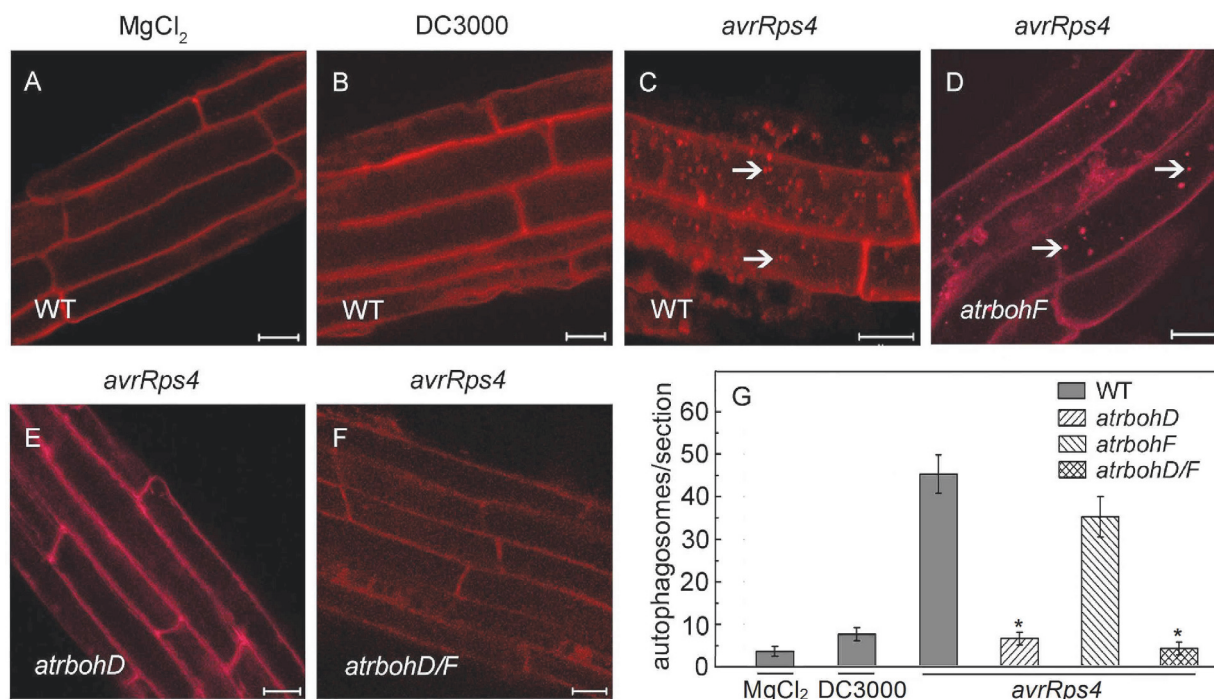 MgCl₂
DC3000
avrRps4
avrRps4
A
WT
B
WT
C
WT
D
atrbohF
avrRps4
avrRps4
E
atrbohD
F
atrbohD/F
G
WT
atrbohD
atrbohF
atrbohD/F
autophagosomes/section
60
50
40
30
20
10
0
*
*
MgCl₂
DC3000
avrRps4